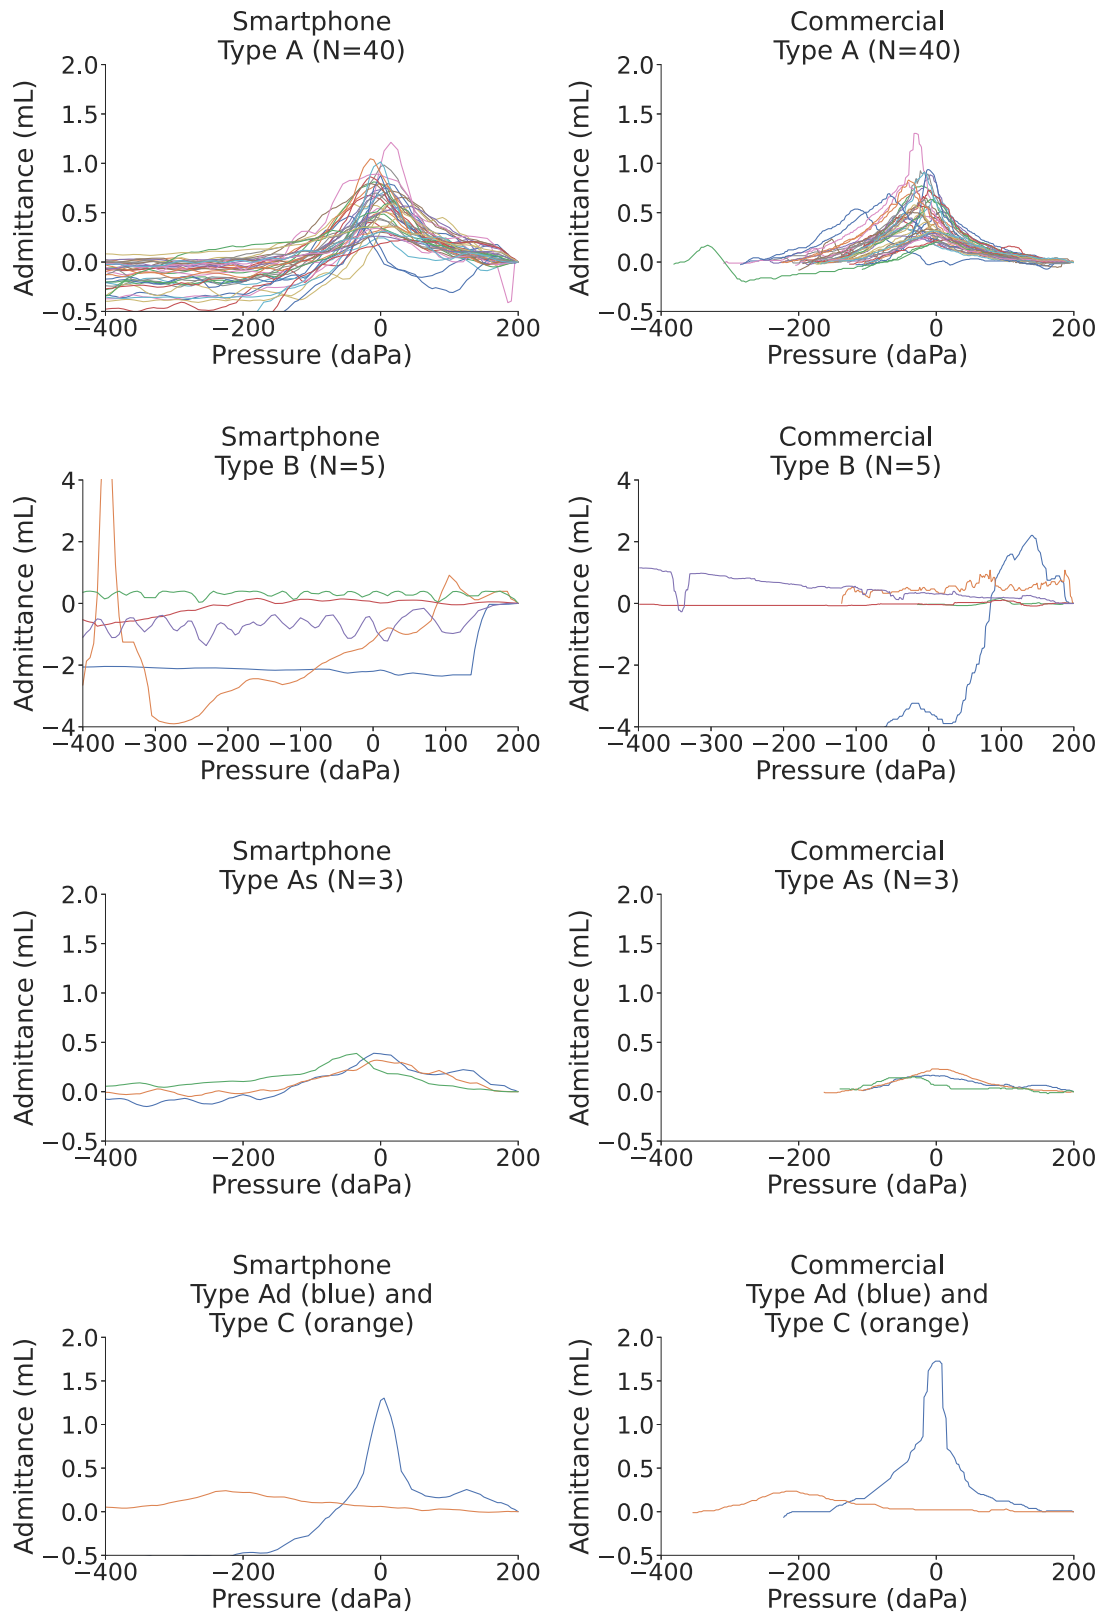 Smartphone
Type A (N=40)
2.0
1.5
1.0
0.5
0.0
−0.5
Admittance (mL)
−400
−200
0
200
Pressure (daPa)
Commercial
Type A (N=40)
2.0
1.5
1.0
0.5
0.0
−0.5
Admittance (mL)
−400
−200
0
200
Pressure (daPa)
Smartphone
Type B (N=5)
4
2
0
−2
−4
Admittance (mL)
−400
−300
−200
−100
0
100
200
Pressure (daPa)
Commercial
Type B (N=5)
4
2
0
−2
−4
Admittance (mL)
−400
−300
−200
−100
0
100
200
Pressure (daPa)
Smartphone
Type As (N=3)
2.0
1.5
1.0
0.5
0.0
−0.5
Admittance (mL)
−400
−200
0
200
Pressure (daPa)
Commercial
Type As (N=3)
2.0
1.5
1.0
0.5
0.0
−0.5
Admittance (mL)
−400
−200
0
200
Pressure (daPa)
Smartphone
Type Ad (blue) and
Type C (orange)
2.0
1.5
1.0
0.5
0.0
−0.5
Admittance (mL)
−400
−200
0
200
Pressure (daPa)
Commercial
Type Ad (blue) and
Type C (orange)
2.0
1.5
1.0
0.5
0.0
−0.5
Admittance (mL)
−400
−200
0
200
Pressure (daPa)